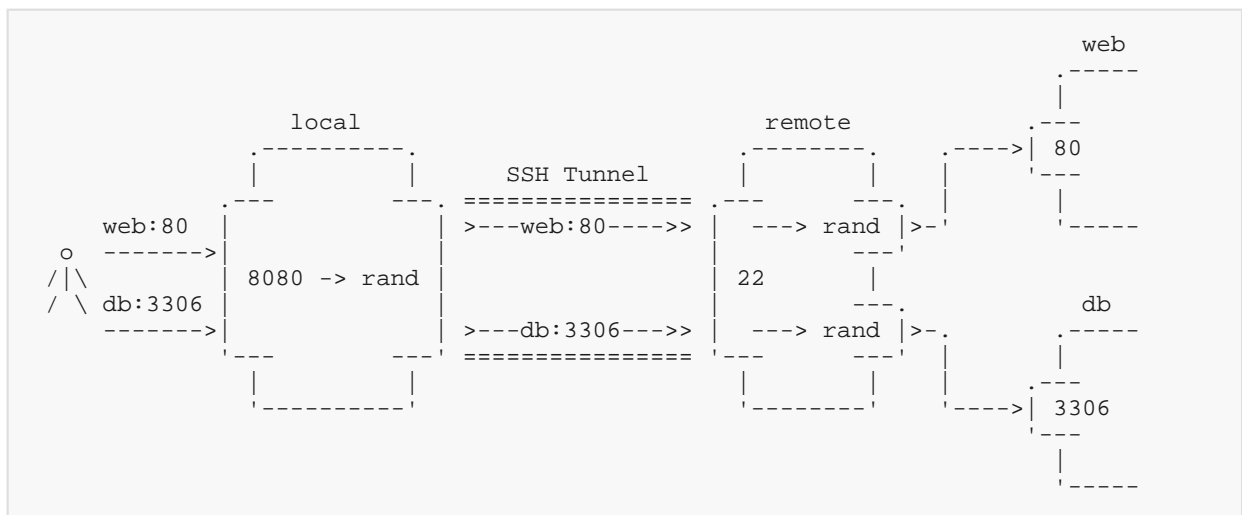 web
local remote
80
SSH Tunnel
web:80 >---web:80---->> ---> rand
8080 -> rand 22
db:3306 db
>---db:3306--->> ---> rand
3306